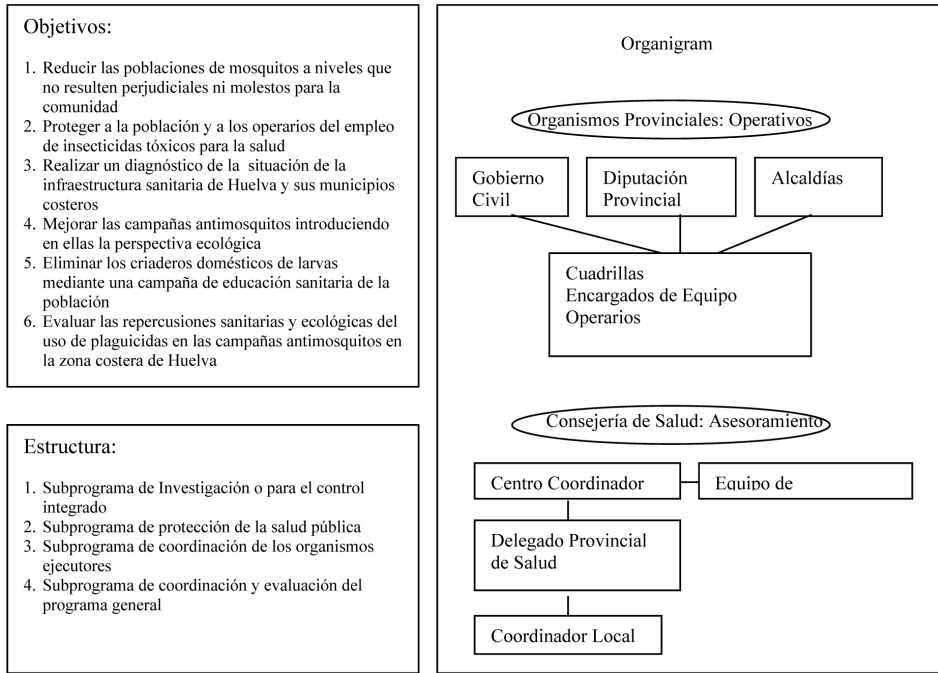 Objetivos:
1. Reducir las poblaciones de mosquitos a niveles que
no resulten perjudiciales ni molestos para la
comunidad
2. Proteger a la población y a los operarios del empleo
de insecticidas tóxicos para la salud
3. Realizar un diagnóstico de la situación de la
infraestructura sanitaria de Huelva y sus municipios
costeros
4. Mejorar las campañas antimosquitos introduciendo
en ellas la perspectiva ecológica
5. Eliminar los criaderos domésticos de larvas
mediante una campaña de educación sanitaria de la
población
6. Evaluar las repercusiones sanitarias y ecológicas del
uso de plaguicidas en las campañas antimosquitos en
la zona costera de Huelva
Estructura:
1. Subprograma de Investigación o para el control
integrado
2. Subprograma de protección de la salud pública
3. Subprograma de coordinación de los organismos
ejecutores
4. Subprograma de coordinación y evaluación del
programa general
Organigram
Organismos Provinciales: Operativos
Gobierno
Civil
Diputación
Provincial
Alcaldías
Cuadrillas
Encargados de Equipo
Operarios
Consejería de Salud: Asesoramiento
Centro Coordinador
Equipo de
Delegado Provincial
de Salud
Coordinador Local